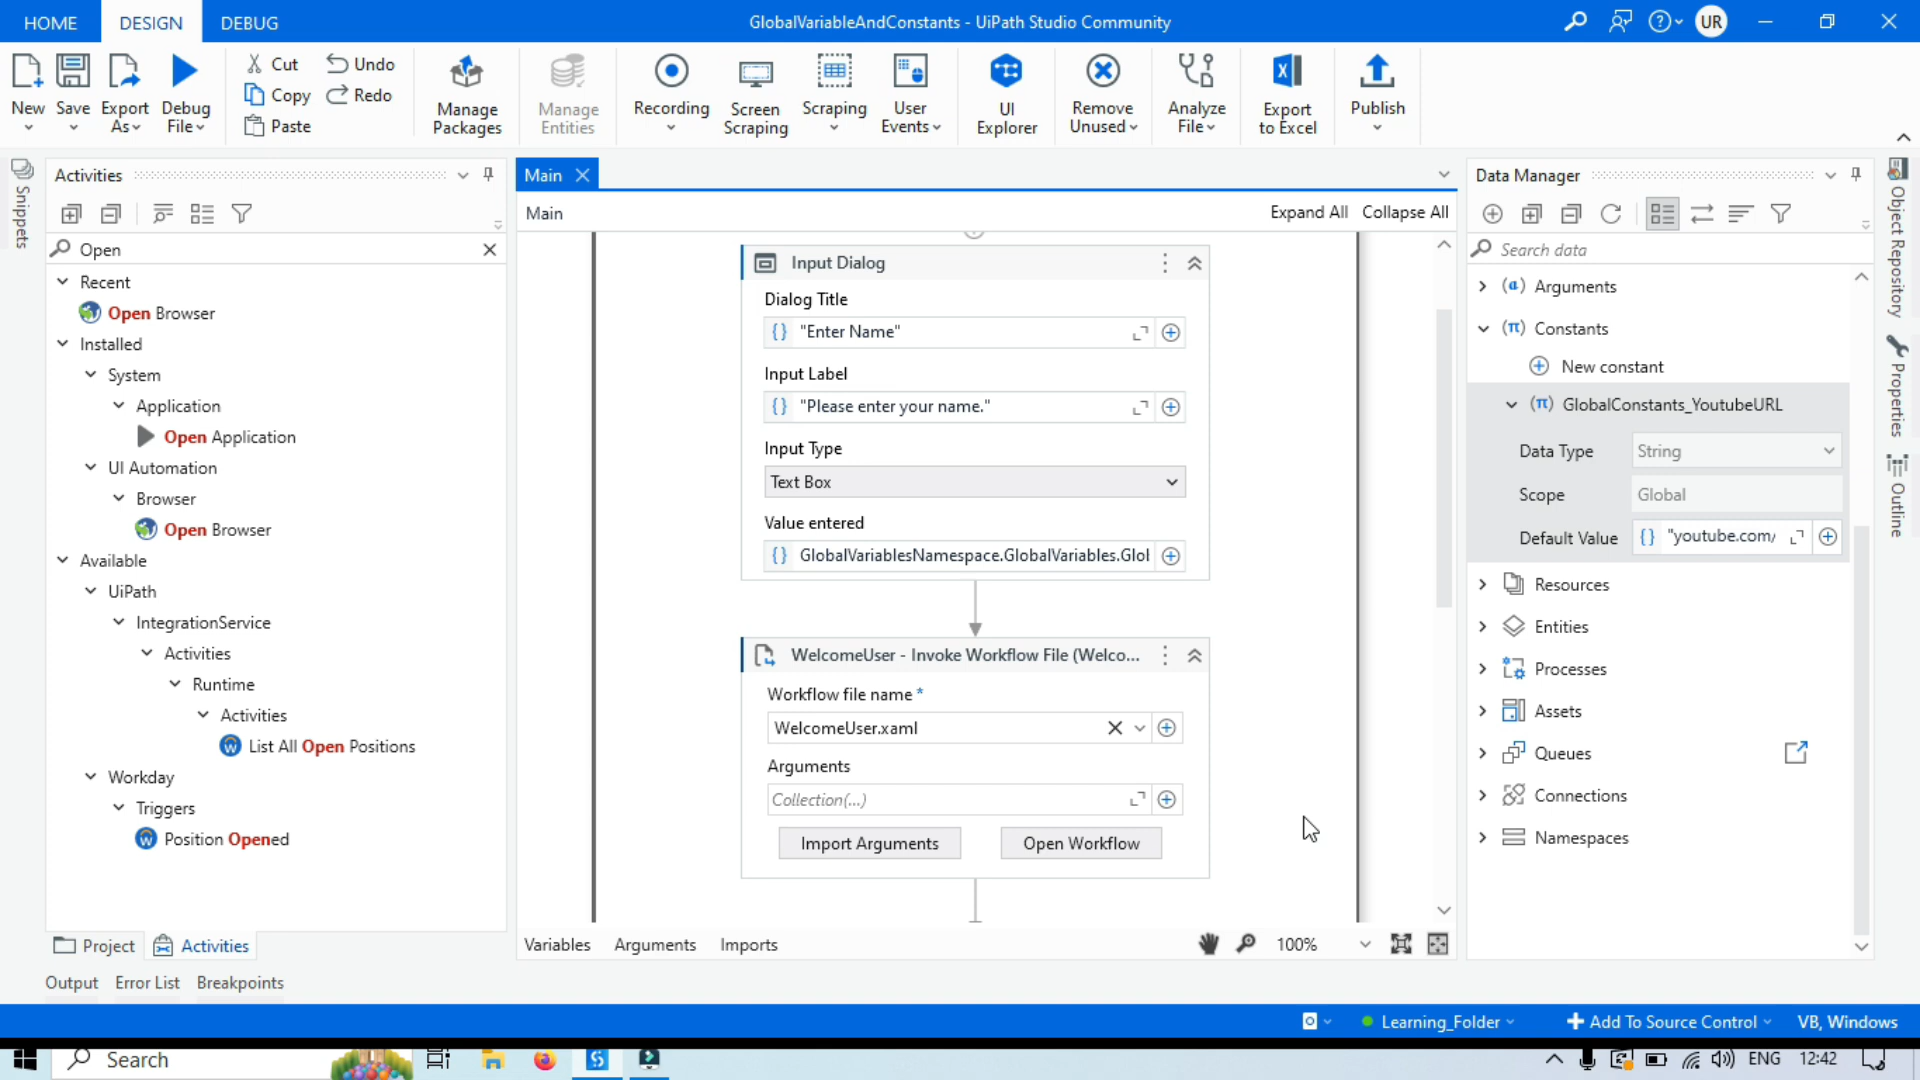 HOME DESIGN DEBUG
GlobalVariableAndConstants - UiPath Studio Community
UR
New
Save
Export As
Debug File
Cut
Copy
Paste
Undo
Redo
Manage Packages
Manage Entities
Recording
Screen Scraping
Scraping
User Events
UI Explorer
Remove Unused
Analyze File
Export to Excel
Publish
Snippets
Activities
Open
Recent
Open Browser
Installed
System
Application
Open Application
UI Automation
Browser
Open Browser
Available
UiPath
IntegrationService
Activities
Runtime
Activities
List All Open Positions
Workday
Triggers
Position Opened
Project Activities
Output Error List Breakpoints
Main
Main
Expand All Collapse All
Input Dialog
Dialog Title
"Enter Name"
Input Label
"Please enter your name."
Input Type
Text Box
Value entered
GlobalVariablesNamespace.GlobalVariables.Glol
WelcomeUser - Invoke Workflow File (Welco...
Workflow file name *
WelcomeUser.xaml
Arguments
Collection(...)
Import Arguments Open Workflow
Variables Arguments Imports
100%
Data Manager
Search data
Arguments
Constants
New constant
GlobalConstants_YoutubeURL
Data Type String
Scope Global
Default Value "youtube.com/
Resources
Entities
Processes
Assets
Queues
Connections
Namespaces
Object Repository
Properties
Outline
Learning_Folder
Add To Source Control
VB, Windows
Search
ENG 12:42